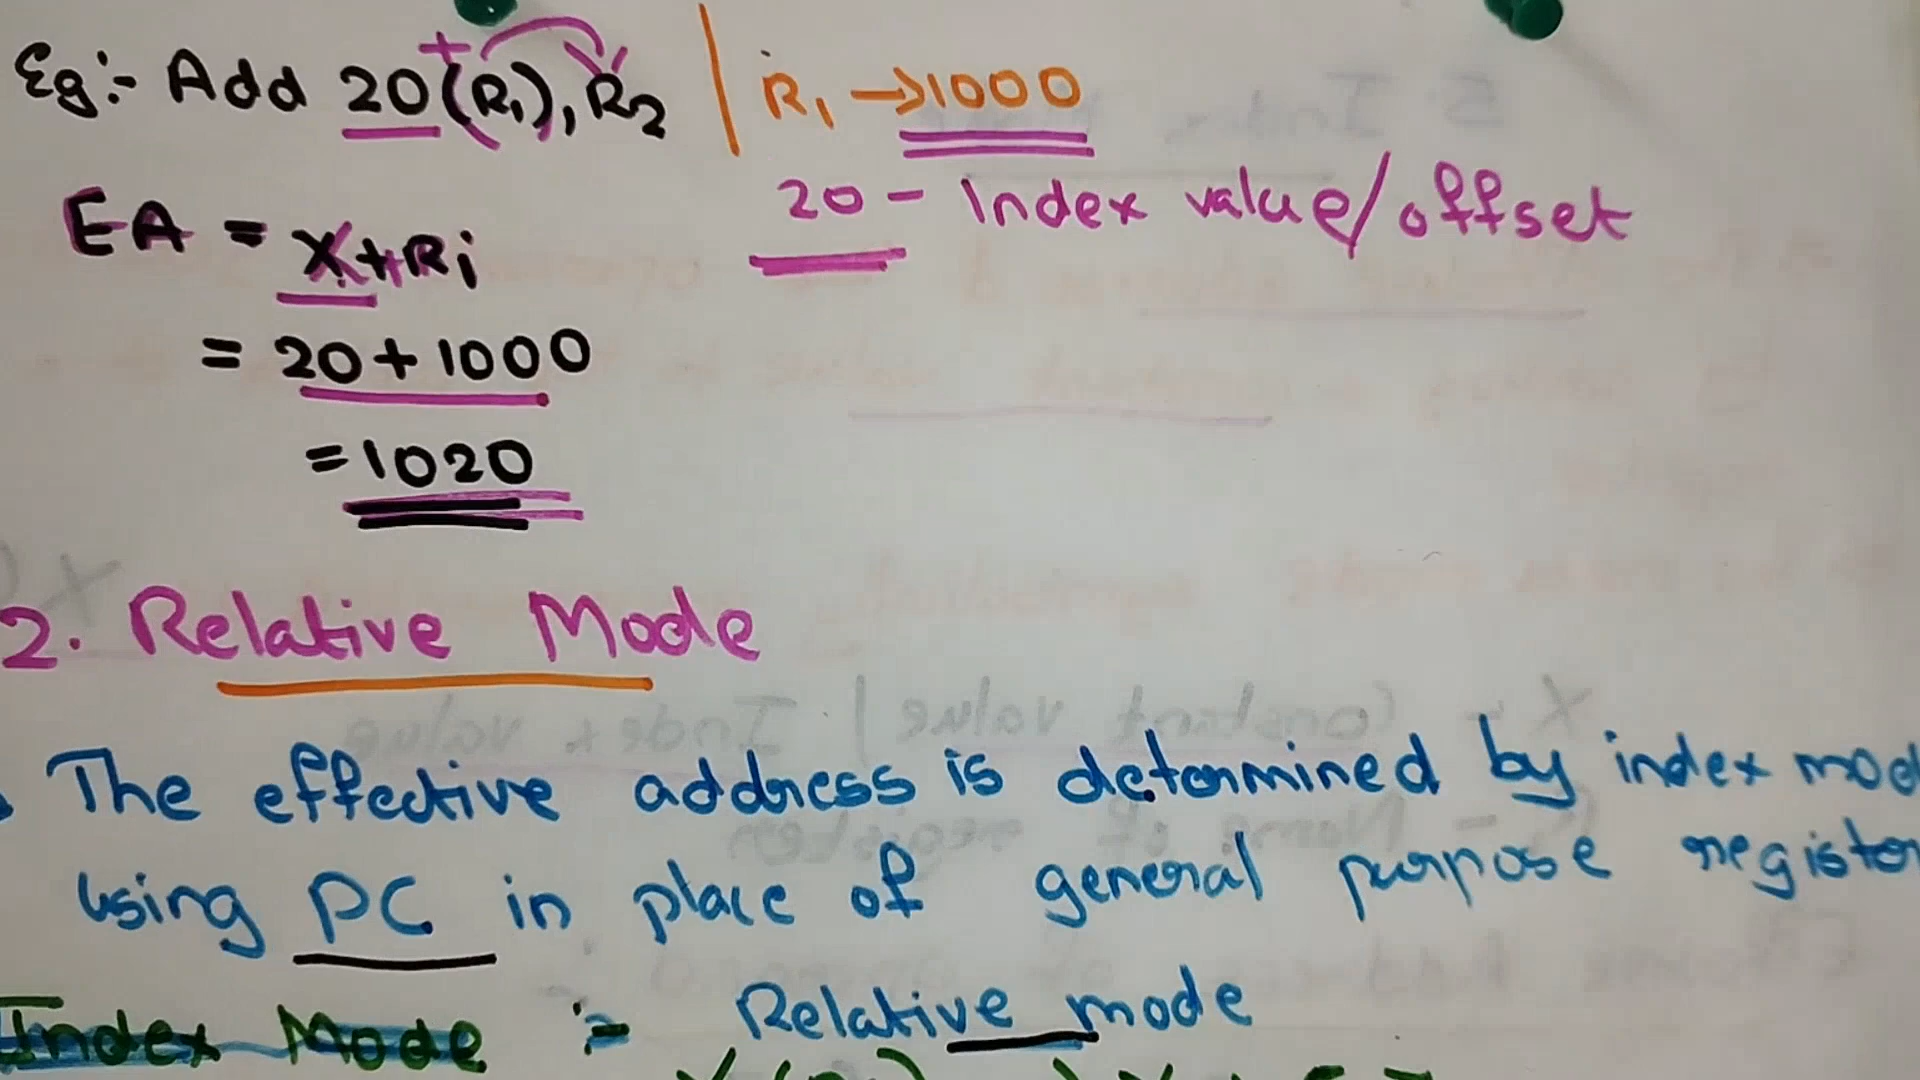 Eg:- Add 20(R1), R2 | R1 → 1000
20 - Index value/offset
EA = X+Ri
= 20+1000
=1020
2. Relative Mode
The effective address is determined by index mod
using PC in place of general purpose register
Index Mode :- Relative mode